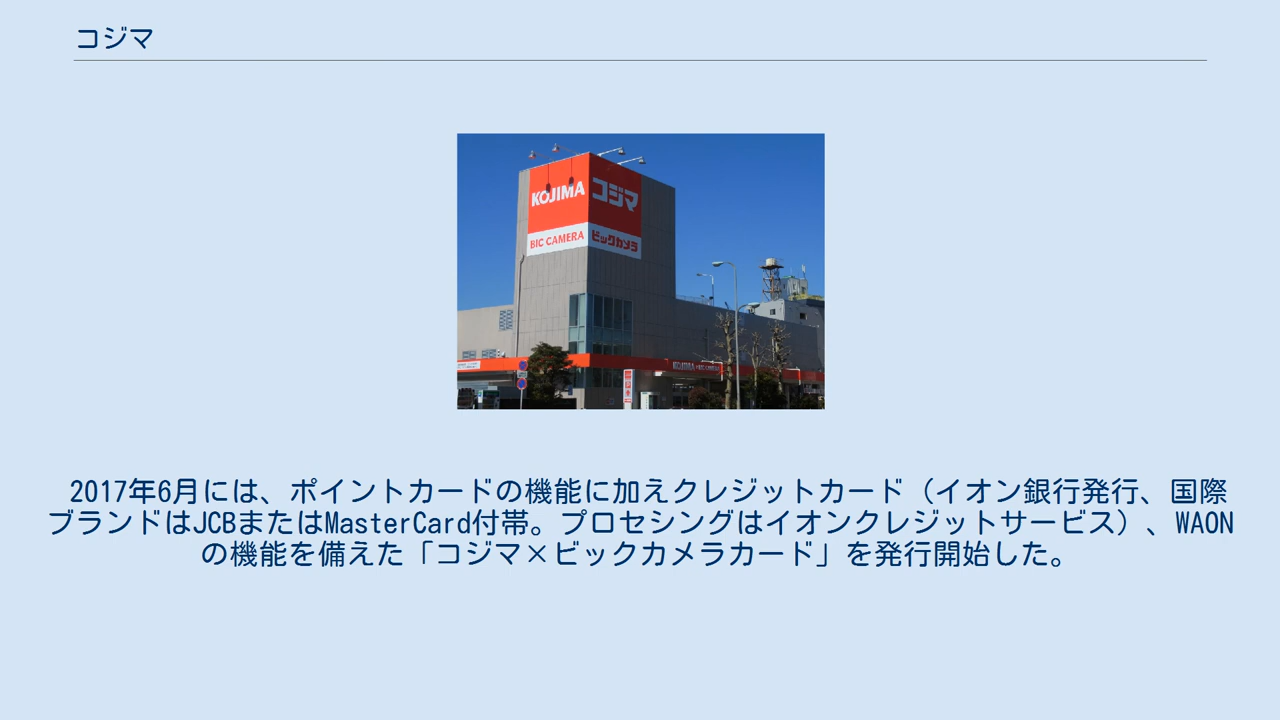 コジマ
KOJIMA
コジマ
BIC CAMERA
ビックカメラ
KOJIMA
2017年6月には、ポイントカードの機能に加えクレジットカード（イオン銀行発行、国際
ブランドはJCBまたはMasterCard付帯。プロセシングはイオンクレジットサービス）、WAON
の機能を備えた「コジマ×ビックカメラカード」を発行開始した。